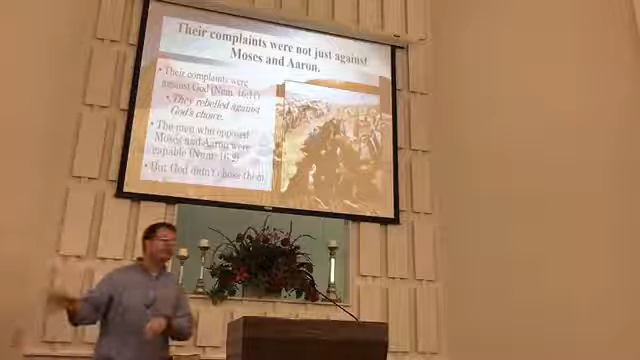 Their complaints were not just against
Moses and Aaron.
• Their complaints were
against God (Num. 16:11)
• They rebelled against
God's choice.
• The men who opposed
Moses and Aaron were
capable (Num. 16:2)
• But God didn't chose them.